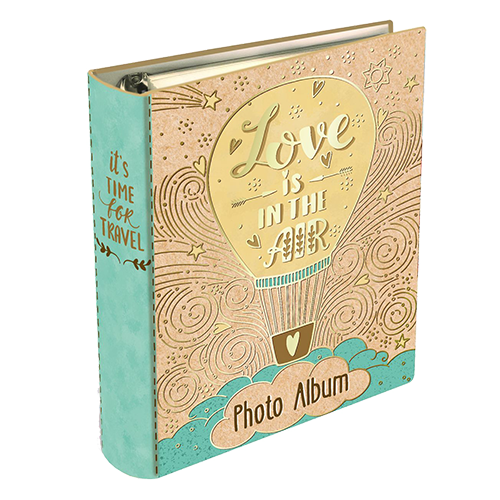 it's
TIME
for
TRAVEL
Love
is
IN THE
AIR
Photo Album